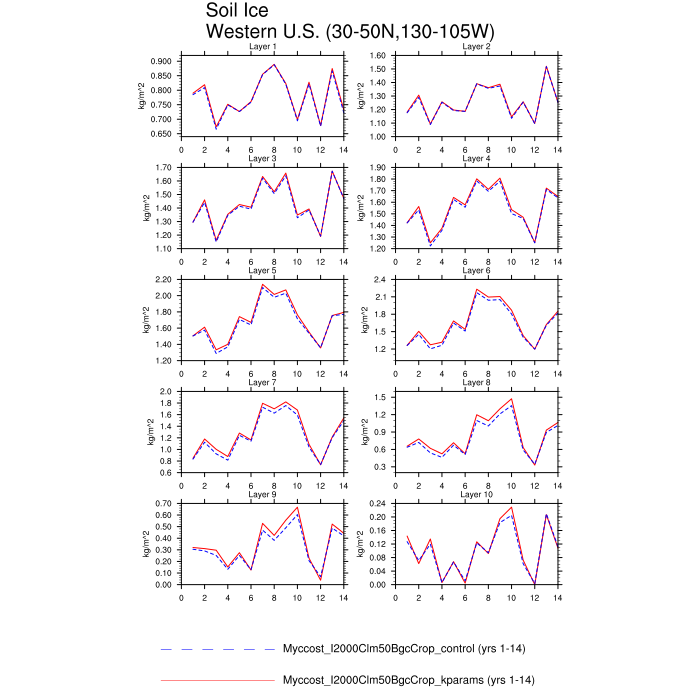 Soil Ice
Western U.S. (30-50N,130-105W)
Layer 1
Layer 2
0.900
0.850
0.800
0.750
0.700
0.650
kg/m^2
0 2 4 6 8 10 12 14
1.60
1.50
1.40
1.30
1.20
1.10
1.00
kg/m^2
0 2 4 6 8 10 12 14
Layer 3
Layer 4
1.70
1.60
1.50
1.40
1.30
1.20
1.10
kg/m^2
0 2 4 6 8 10 12 14
1.90
1.80
1.70
1.60
1.50
1.40
1.30
1.20
kg/m^2
0 2 4 6 8 10 12 14
Layer 5
Layer 6
2.20
2.00
1.80
1.60
1.40
1.20
kg/m^2
0 2 4 6 8 10 12 14
2.4
2.1
1.8
1.5
1.2
kg/m^2
0 2 4 6 8 10 12 14
Layer 7
Layer 8
2.0
1.8
1.6
1.4
1.2
1.0
0.8
0.6
kg/m^2
0 2 4 6 8 10 12 14
1.5
1.2
0.9
0.6
0.3
kg/m^2
0 2 4 6 8 10 12 14
Layer 9
Layer 10
0.70
0.60
0.50
0.40
0.30
0.20
0.10
0.00
kg/m^2
0 2 4 6 8 10 12 14
0.24
0.20
0.16
0.12
0.08
0.04
0.00
kg/m^2
0 2 4 6 8 10 12 14
Myccost_I2000Clm50BgcCrop_control (yrs 1-14)
Myccost_I2000Clm50BgcCrop_kparams (yrs 1-14)